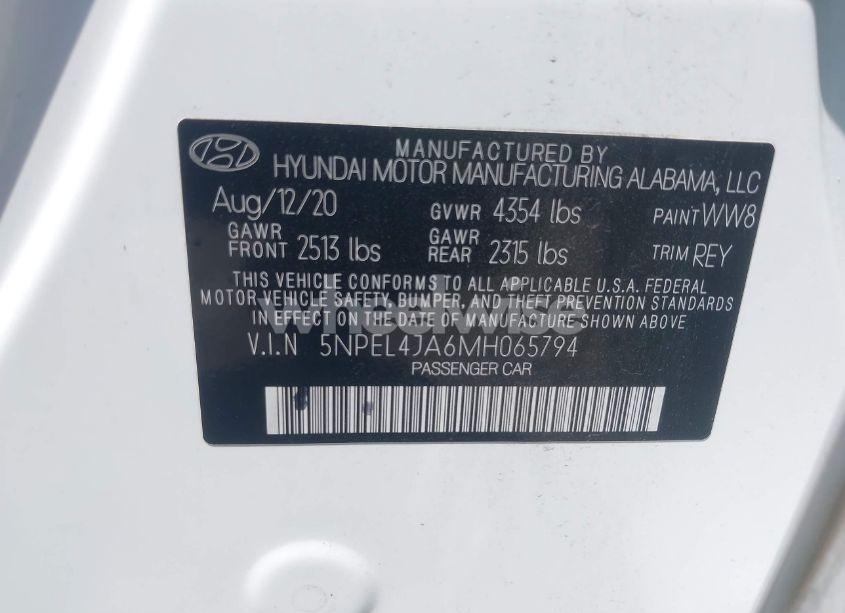 MANUFACTURED BY
HYUNDAI MOTOR MANUFACTURING ALABAMA, LLC
Aug/12/20 GVWR 4354 lbs PAINT WW8
GAWR FRONT 2513 lbs GAWR REAR 2315 lbs TRIM REY
THIS VEHICLE CONFORMS TO ALL APPLICABLE U.S.A. FEDERAL
MOTOR VEHICLE SAFETY, BUMPER, AND THEFT PREVENTION STANDARDS
IN EFFECT ON THE DATE OF MANUFACTURE SHOWN ABOVE
wheelwise
V.I.N 5NPEL4JA6MH065794
PASSENGER CAR